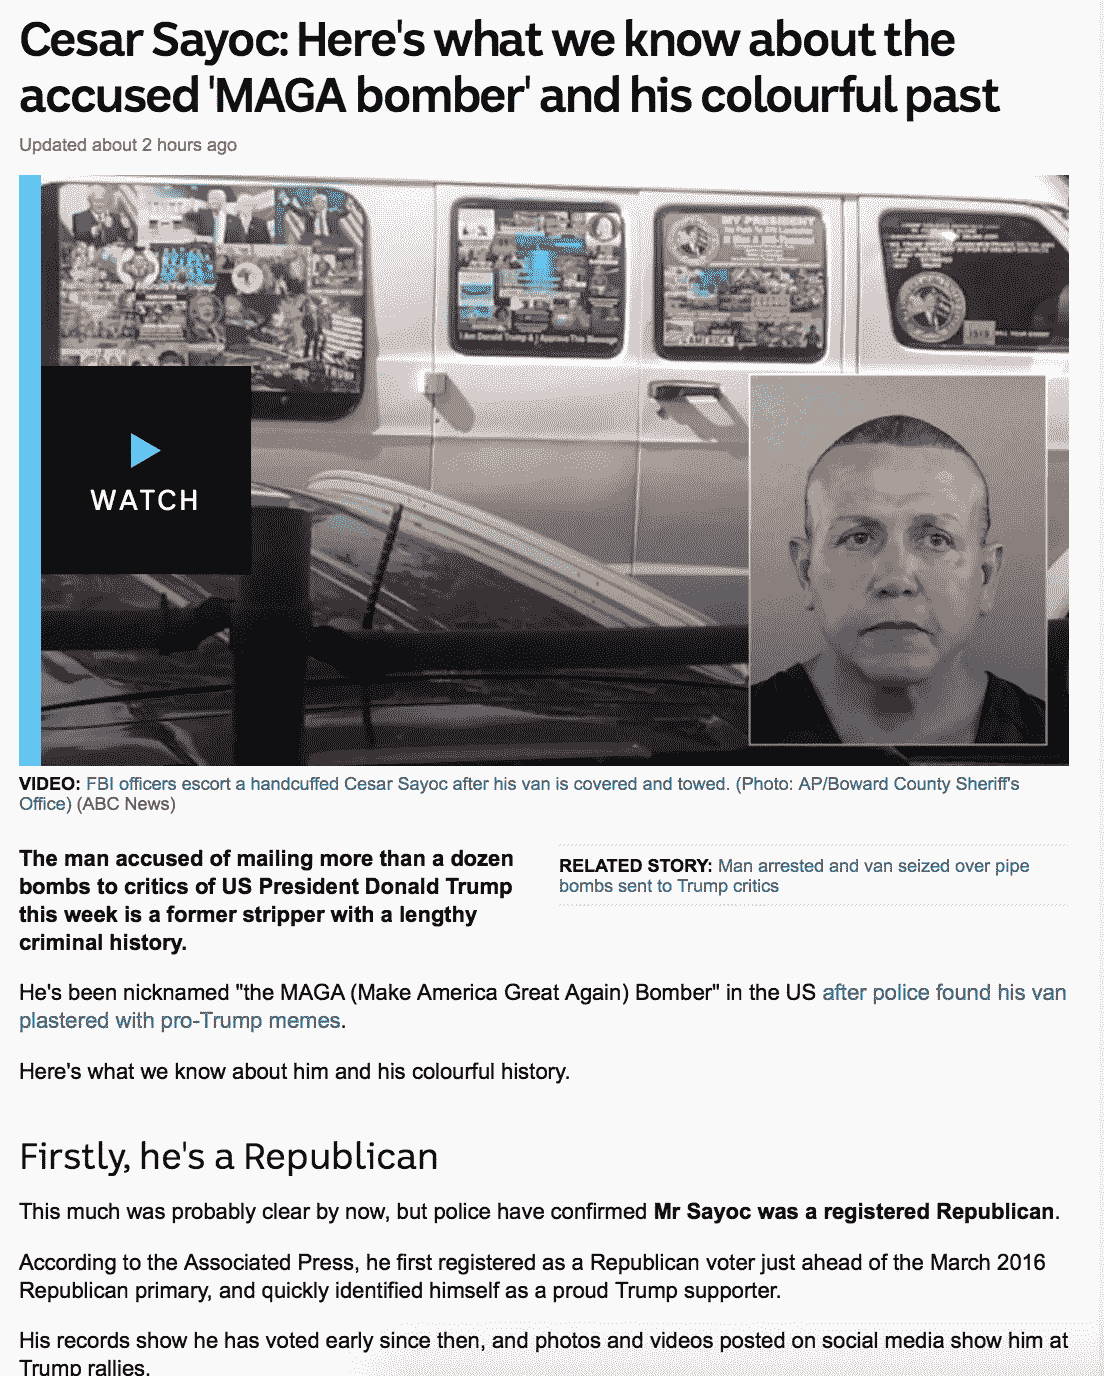 Cesar Sayoc: Here's what we know about the
accused 'MAGA bomber' and his colourful past
Updated about 2 hours ago
WATCH
VIDEO: FBI officers escort a handcuffed Cesar Sayoc after his van is covered and towed. (Photo: AP/Boward County Sheriff's
Office) (ABC News)
The man accused of mailing more than a dozen
bombs to critics of US President Donald Trump
this week is a former stripper with a lengthy
criminal history.
RELATED STORY: Man arrested and van seized over pipe
bombs sent to Trump critics
He's been nicknamed "the MAGA (Make America Great Again) Bomber" in the US after police found his van
plastered with pro-Trump memes.
Here's what we know about him and his colourful history.
Firstly, he's a Republican
This much was probably clear by now, but police have confirmed Mr Sayoc was a registered Republican.
According to the Associated Press, he first registered as a Republican voter just ahead of the March 2016
Republican primary, and quickly identified himself as a proud Trump supporter.
His records show he has voted early since then, and photos and videos posted on social media show him at
Trump rallies.